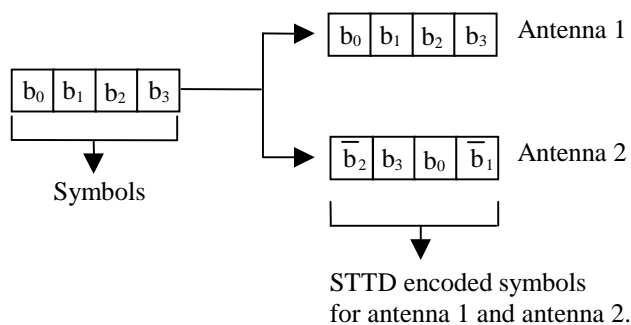 b₀ b₁ b₂ b₃ Antenna 1
b₀ b₁ b₂ b₃
b̅₂ b₃ b₀ b̅₁ Antenna 2
Symbols
STTD encoded symbols
for antenna 1 and antenna 2.